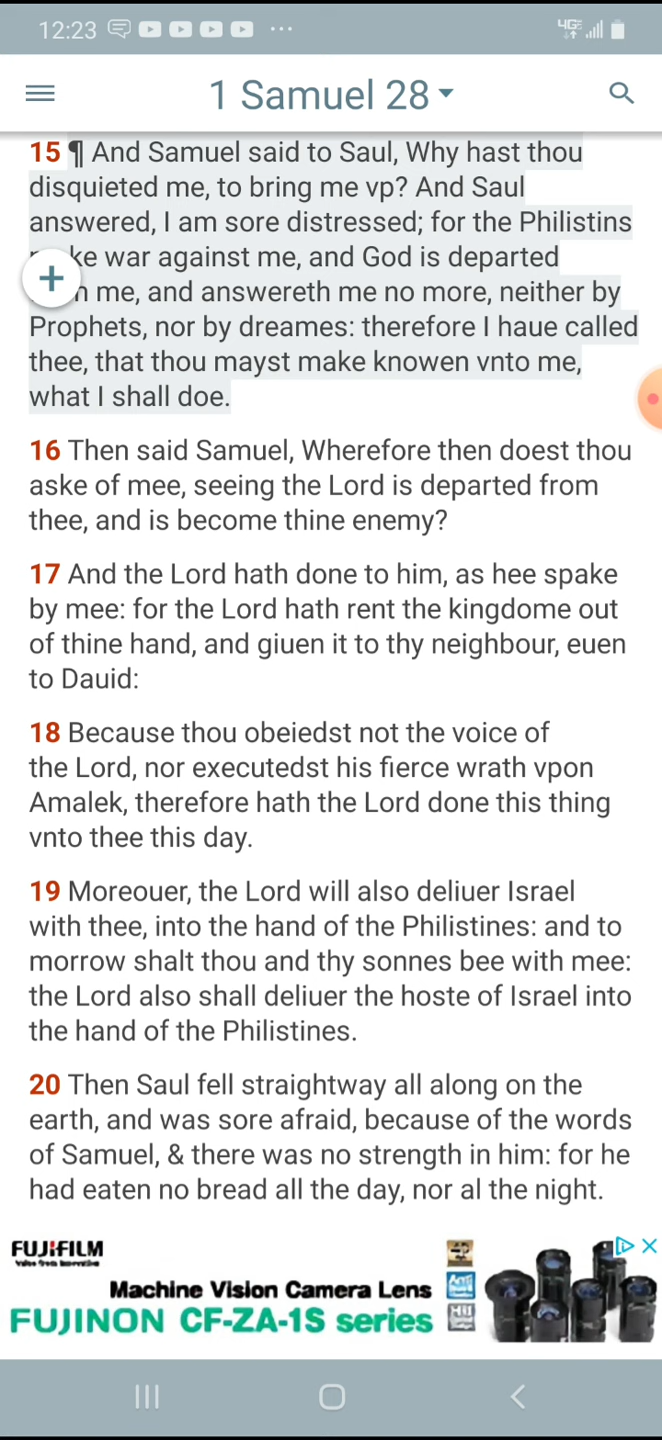 12:23
4GE
1 Samuel 28
15 ¶ And Samuel said to Saul, Why hast thou
disquieted me, to bring me vp? And Saul
answered, I am sore distressed; for the Philistins
ke war against me, and God is departed
me, and answereth me no more, neither by
Prophets, nor by dreames: therefore I haue called
thee, that thou mayst make knowen vnto me,
what I shall doe.
16 Then said Samuel, Wherefore then doest thou
aske of mee, seeing the Lord is departed from
thee, and is become thine enemy?
17 And the Lord hath done to him, as hee spake
by mee: for the Lord hath rent the kingdome out
of thine hand, and giuen it to thy neighbour, euen
to Dauid:
18 Because thou obeiedst not the voice of
the Lord, nor executedst his fierce wrath vpon
Amalek, therefore hath the Lord done this thing
vnto thee this day.
19 Moreouer, the Lord will also deliuer Israel
with thee, into the hand of the Philistines: and to
morrow shalt thou and thy sonnes bee with mee:
the Lord also shall deliuer the hoste of Israel into
the hand of the Philistines.
20 Then Saul fell straightway all along on the
earth, and was sore afraid, because of the words
of Samuel, & there was no strength in him: for he
had eaten no bread all the day, nor al the night.
FUJIFILM
Value from Innovation
Machine Vision Camera Lens
FUJINON CF-ZA-1S series